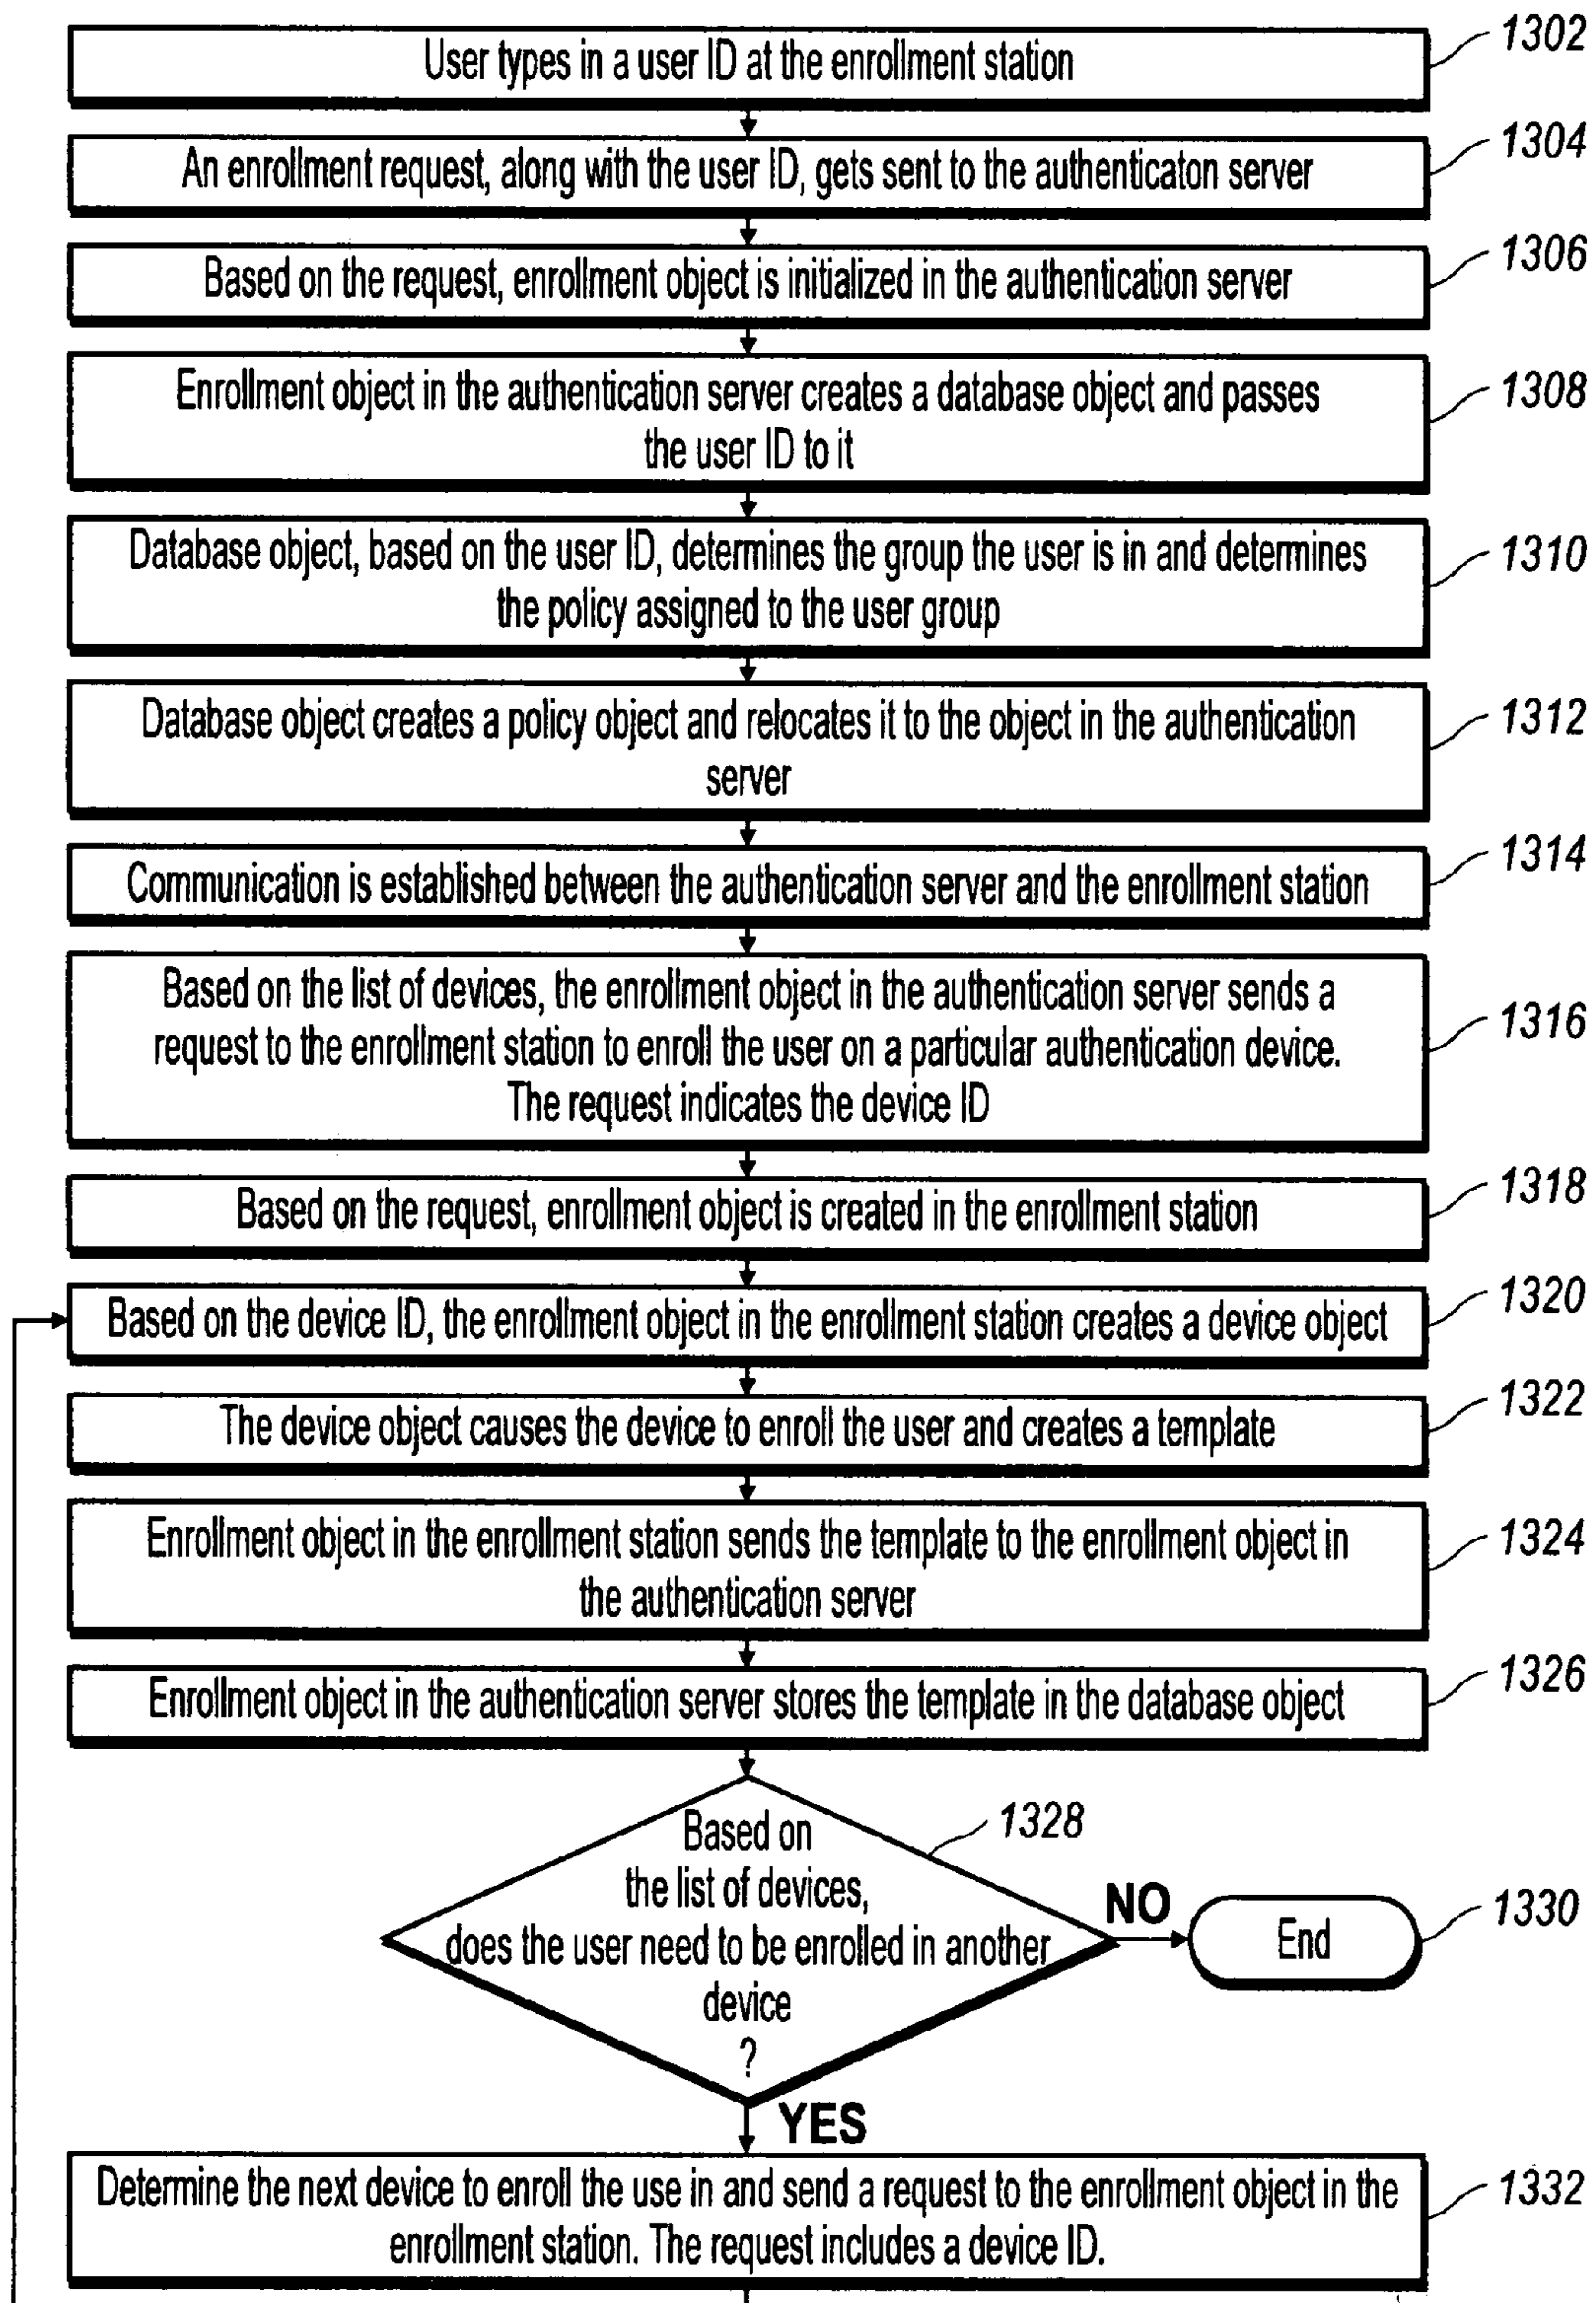 User types in a user ID at the enrollment station
1302
An enrollment request, along with the user ID, gets sent to the authenticaton server
1304
Based on the request, enrollment object is initialized in the authentication server
1306
Enrollment object in the authentication server creates a database object and passes
the user ID to it
1308
Database object, based on the user ID, determines the group the user is in and determines
the policy assigned to the user group
1310
Database object creates a policy object and relocates it to the object in the authentication
server
1312
Communication is established between the authentication server and the enrollment station
1314
Based on the list of devices, the enrollment object in the authentication server sends a
request to the enrollment station to enroll the user on a particular authentication device.
The request indicates the device ID
1316
Based on the request, enrollment object is created in the enrollment station
1318
Based on the device ID, the enrollment object in the enrollment station creates a device object
1320
The device object causes the device to enroll the user and creates a template
1322
Enrollment object in the enrollment station sends the template to the enrollment object in
the authentication server
1324
Enrollment object in the authentication server stores the template in the database object
1326
Based on
the list of devices,
does the user need to be enrolled in another
device
?
1328
NO
End
1330
YES
Determine the next device to enroll the use in and send a request to the enrollment object in the
enrollment station. The request includes a device ID.
1332